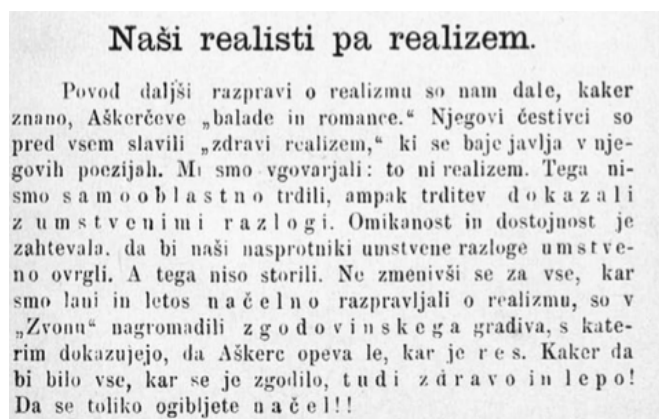 Naši realisti pa realizem.
Povod daljši razpravi o realizmu so nam dale, kaker
znano, Aškerčeve „balade in romance.“ Njegovi čestivci so
pred vsem slavili „zdravi realizem,“ ki se baje javlja v nje-
govih poezijah. Mi smo vgovarjali: to ni realizem. Tega ni-
smo samooblastno trdili, ampak trditev dokazali
z umstvenimi razlogi. Omikanost in dostojnost je
zahtevala. da bi naši nasprotniki umstvene razloge umstve-
no ovrgli. A tega niso storili. Ne zmenivši se za vse, kar
smo lani in letos načelno razpravljali o realizmu, so v
„Zvonu“ nagromadili zgodovinskega gradiva, s kate-
rim dokazujejo, da Aškerc opeva le, kar je res. Kaker da
bi bilo vse, kar se je zgodilo, tudi zdravo in lepo!
Da se toliko ogibljete načel!!